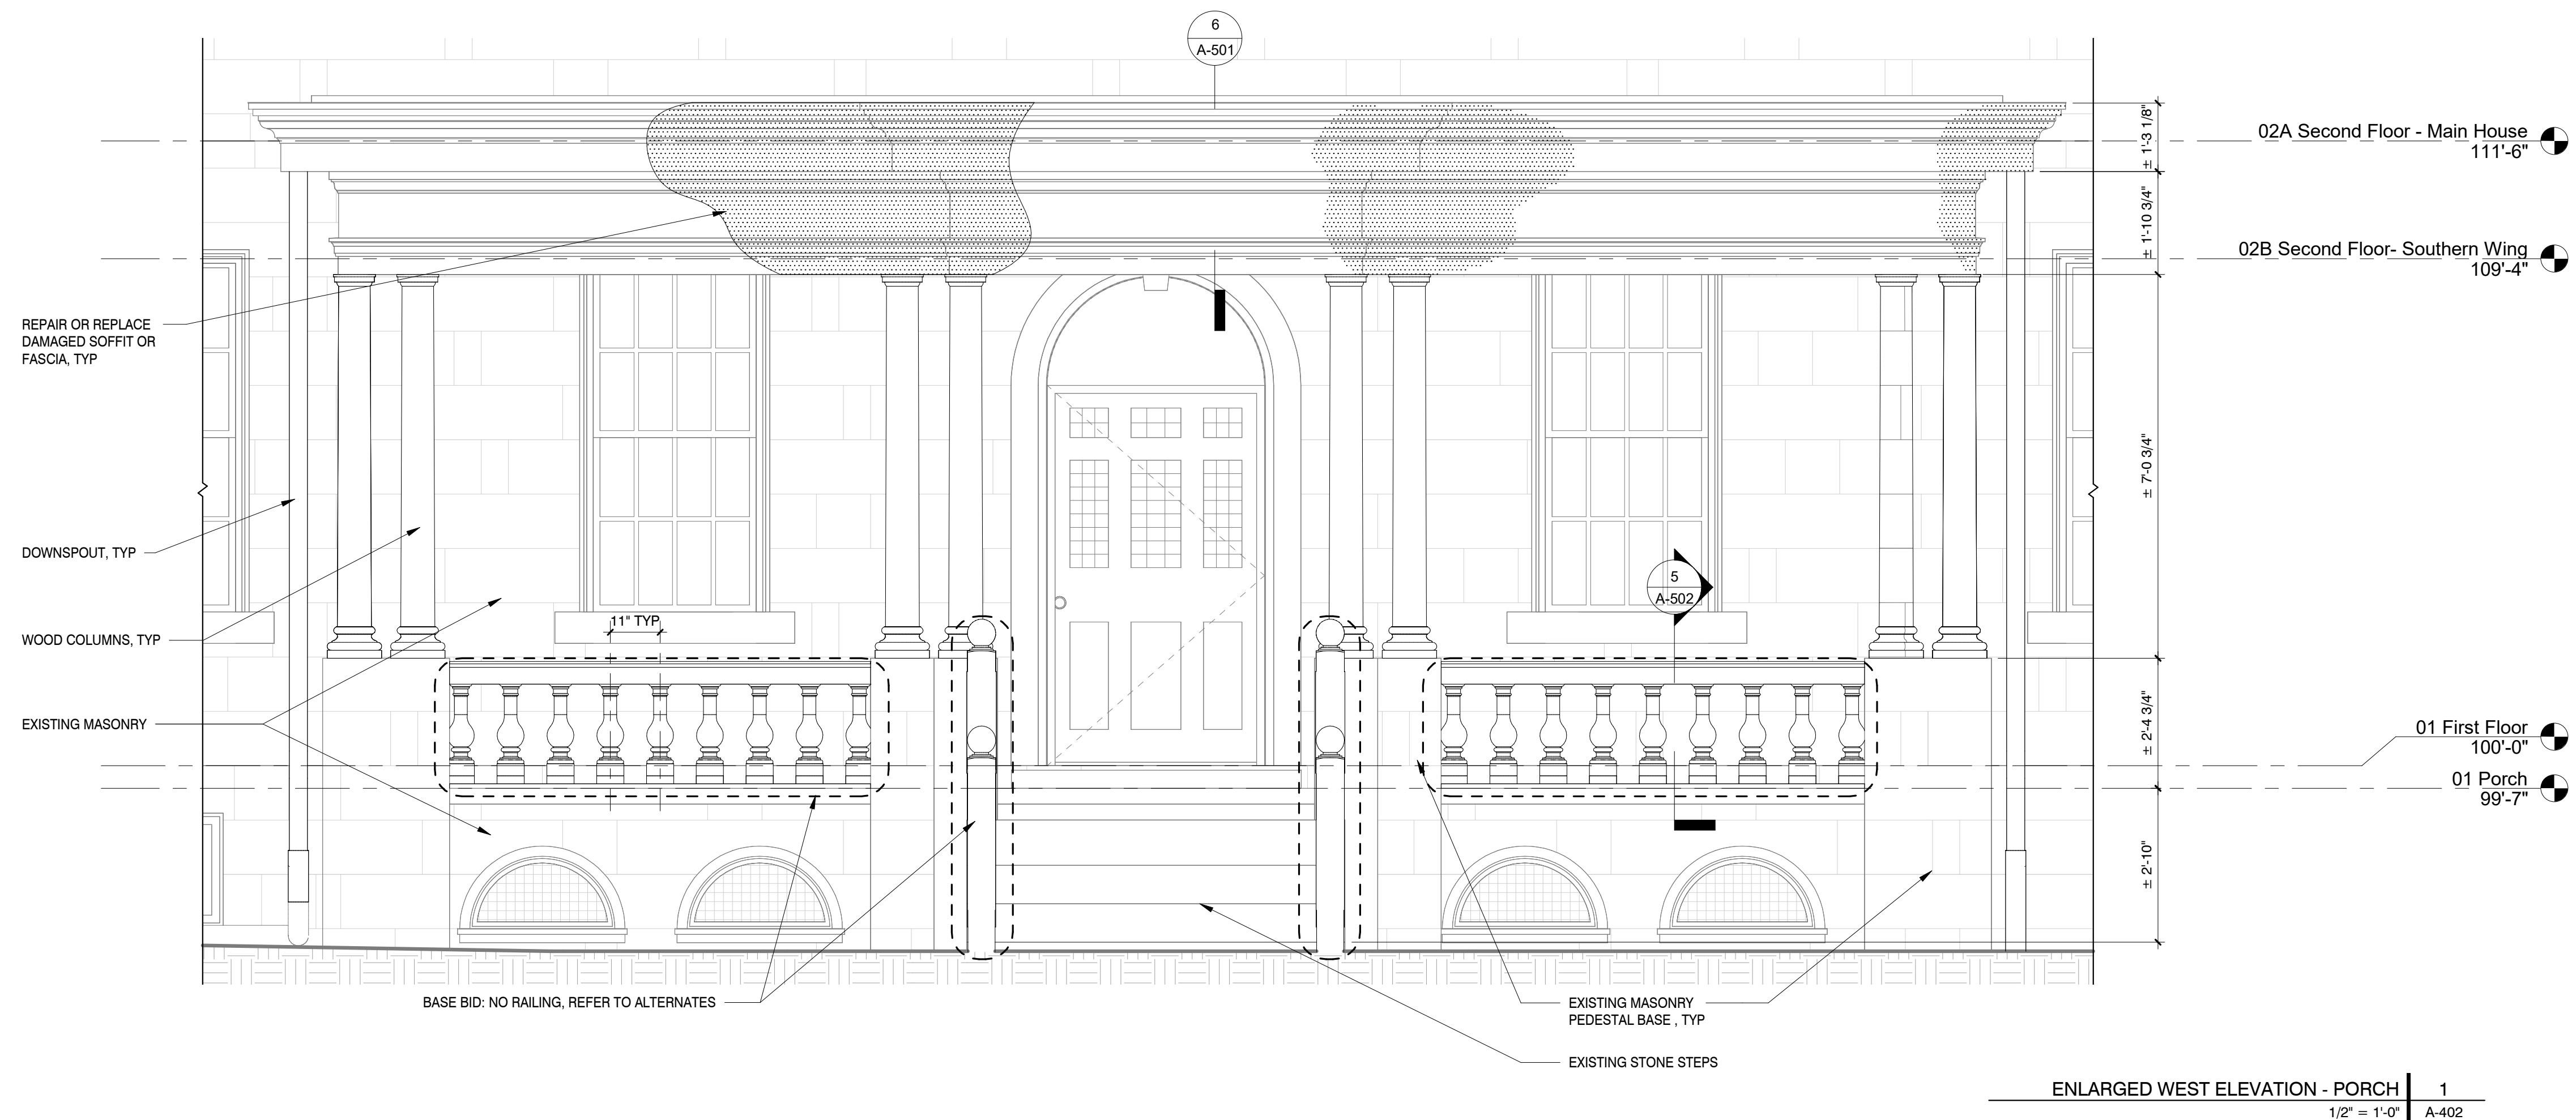 6
A-501
02A Second Floor - Main House
111'-6"
± 1'-3 1/8"
± 1'-10 3/4"
02B Second Floor- Southern Wing
109'-4"
REPAIR OR REPLACE
DAMAGED SOFFIT OR
FASCIA, TYP
± 7'-0 3/4"
DOWNSPOUT, TYP
5
A-502
11" TYP
WOOD COLUMNS, TYP
EXISTING MASONRY
± 2'-4 3/4"
01 First Floor
100'-0"
01 Porch
99'-7"
± 2'-10"
BASE BID: NO RAILING, REFER TO ALTERNATES
EXISTING MASONRY
PEDESTAL BASE , TYP
EXISTING STONE STEPS
ENLARGED WEST ELEVATION - PORCH 1
1/2" = 1'-0" A-402